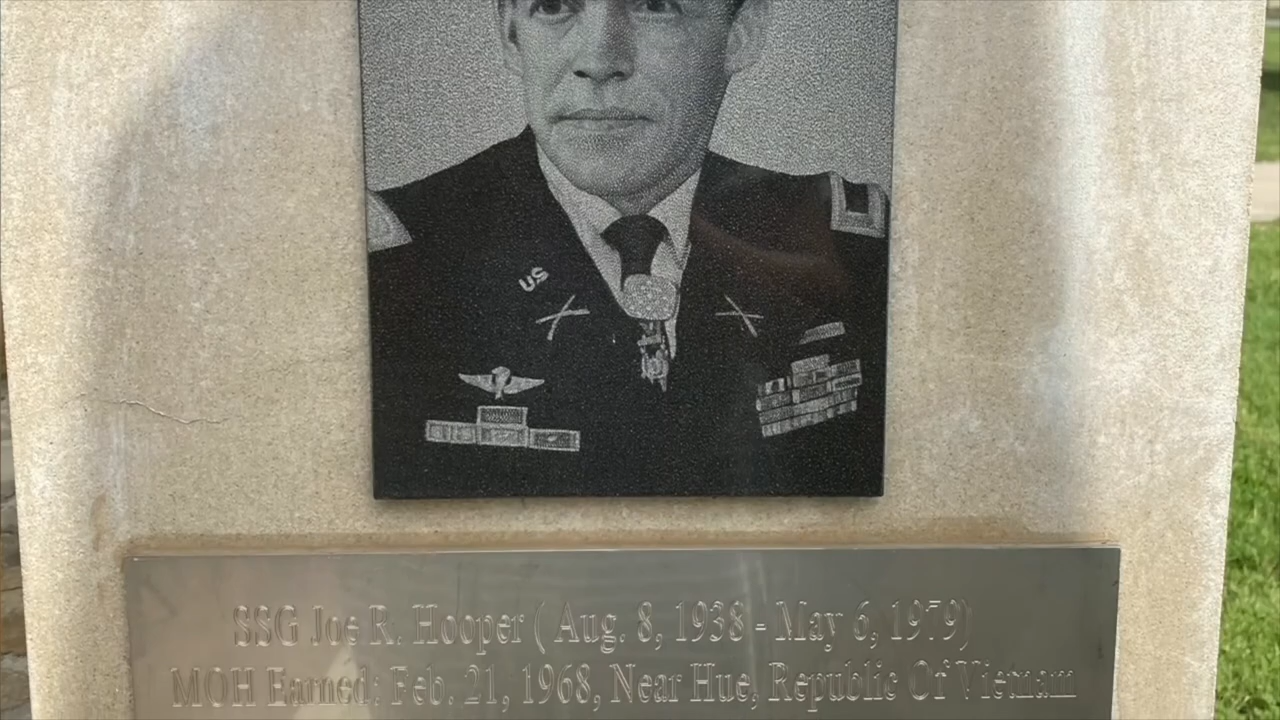 US
SSG Joe R. Hooper ( Aug. 8, 1938 - May 6, 1979)
MOH Earned: Feb. 21, 1968, Near Hue, Republic Of Vietnam